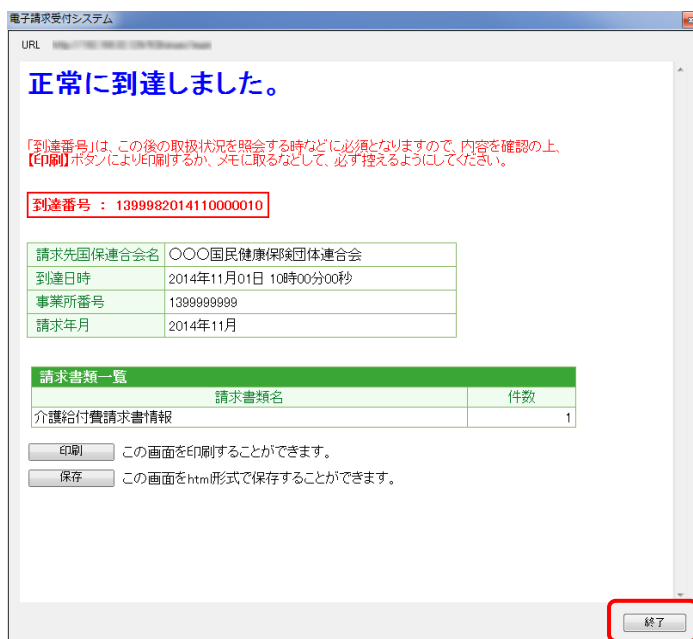 電子請求受付システム
URL
正常に到達しました。
「到達番号」は、この後の取扱状況を照会する時などに必須となりますので、内容を確認の上、
【印刷】ボタンにより印刷するか、メモに取るなどして、必ず控えるようにしてください。
到達番号 : 1399982014110000010
請求先国保連合会名 〇〇〇国民健康保険団体連合会
到達日時 2014年11月01日 10時00分00秒
事業所番号 1399999999
請求年月 2014年11月
請求書類一覧
請求書類名 件数
介護給付費請求書情報 1
印刷 この画面を印刷することができます。
保存 この画面をhtml形式で保存することができます。
終了